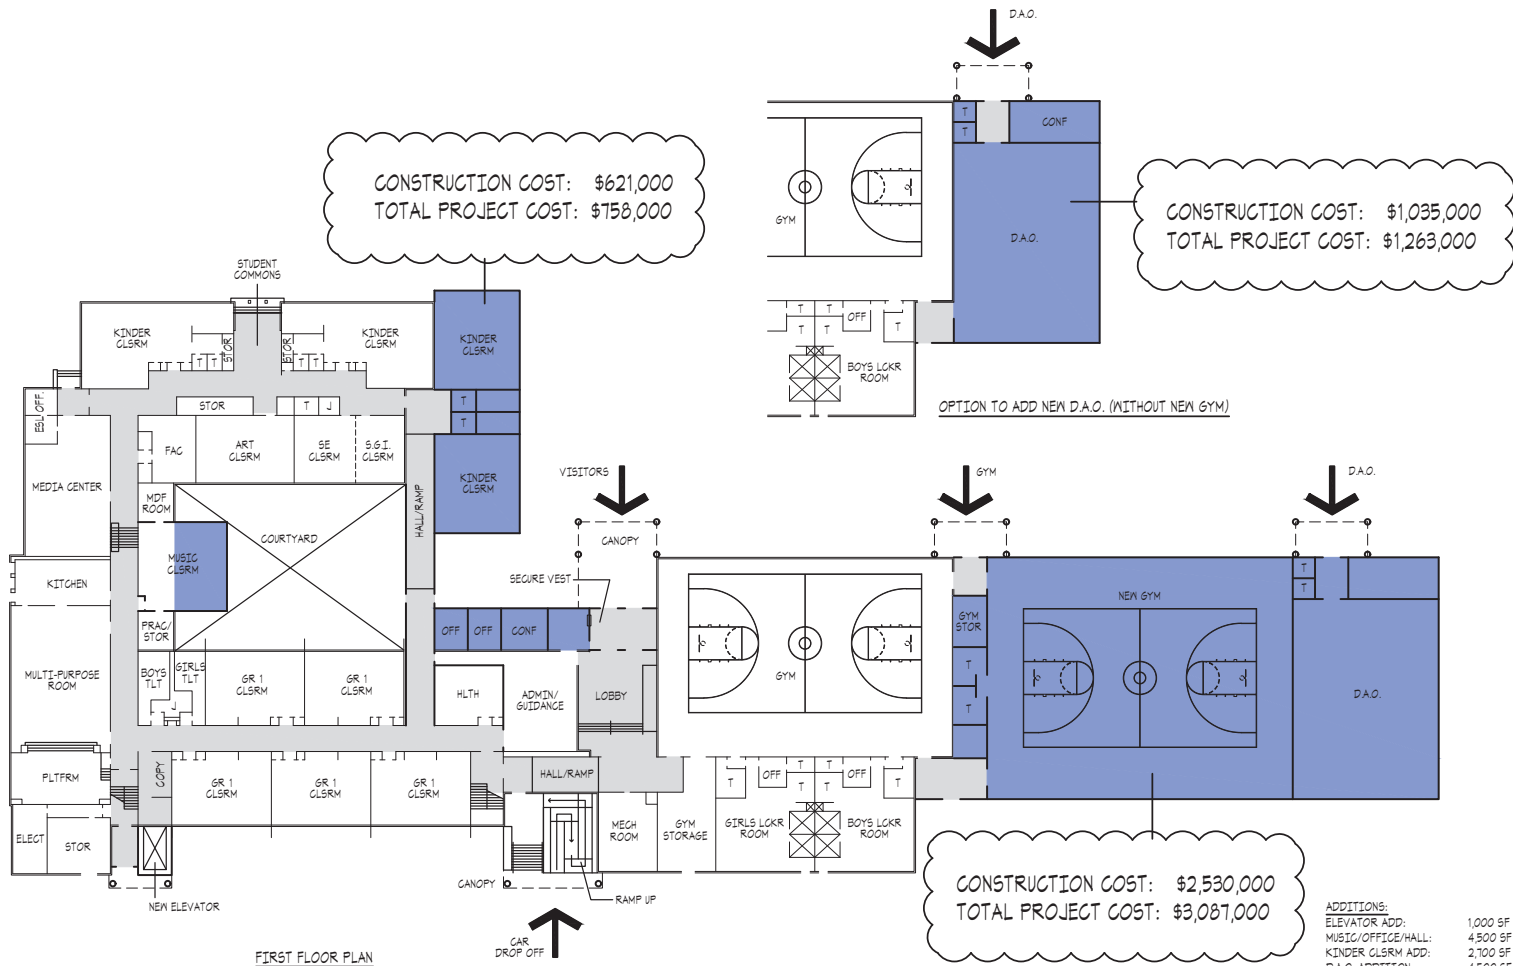 D.A.O.
T
T
CONF
CONSTRUCTION COST: $621,000
TOTAL PROJECT COST: $758,000
CONSTRUCTION COST: $1,035,000
TOTAL PROJECT COST: $1,263,000
GYM
D.A.O.
T
T
OFF
T
T
T
BOYS LCKR
ROOM
OPTION TO ADD NEW D.A.O. (WITHOUT NEW GYM)
STUDENT
COMMONS
KINDER
CLSRM
STOR
T
T
STOR
T
T
KINDER
CLSRM
KINDER
CLSRM
ESL OFF.
STOR
T
J
T
T
FAC
ART
CLSRM
SE
CLSRM
S.G.I.
CLSRM
KINDER
CLSRM
MEDIA CENTER
MDF
ROOM
HALL/RAMP
VISITORS
GYM
D.A.O.
COURTYARD
MUSIC
CLSRM
CANOPY
KITCHEN
SECURE VEST
T
T
NEW GYM
PRAC/
STOR
OFF
OFF
CONF
GYM
STOR
MULTI-PURPOSE
ROOM
BOYS
TLT
GIRLS
TLT
J
GR 1
CLSRM
GR 1
CLSRM
HLTH
ADMIN/
GUIDANCE
LOBBY
GYM
T
T
D.A.O.
PLTFRM
COPY
GR 1
CLSRM
GR 1
CLSRM
GR 1
CLSRM
HALL/RAMP
T
OFF
T
T
T
T
OFF
T
ELECT
STOR
MECH
ROOM
GYM
STORAGE
GIRLS LCKR
ROOM
BOYS LCKR
ROOM
CANOPY
RAMP UP
NEW ELEVATOR
CAR
DROP OFF
FIRST FLOOR PLAN
CONSTRUCTION COST: $2,530,000
TOTAL PROJECT COST: $3,087,000
ADDITIONS:
ELEVATOR ADD: 1,000 SF
MUSIC/OFFICE/HALL: 4,500 SF
KINDER CLSRM ADD: 2,700 SF
D.A.O. ADDITION 4,500 SF